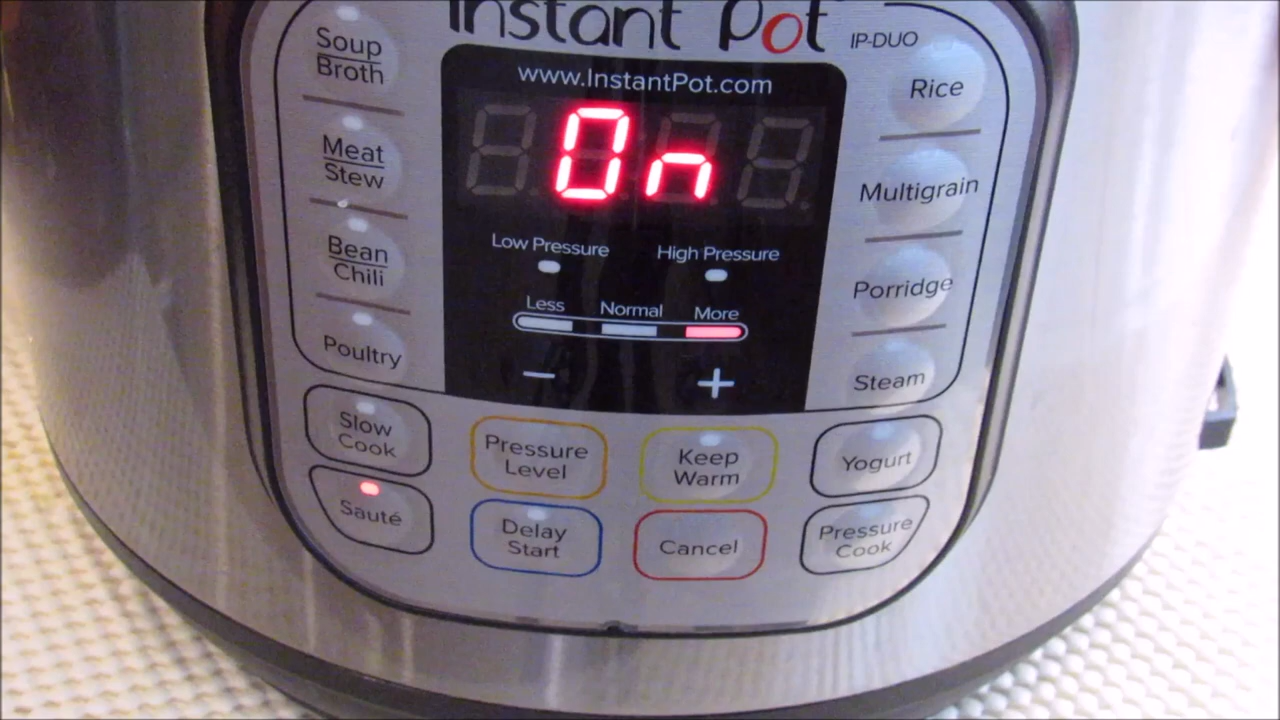 Instant Pot
IP-DUO
www.InstantPot.com
On
Low Pressure
High Pressure
Less
Normal
More
−
+
Soup
Broth
Meat
Stew
Bean
Chili
Poultry
Slow
Cook
Sauté
Pressure
Level
Delay
Start
Keep
Warm
Cancel
Rice
Multigrain
Porridge
Steam
Yogurt
Pressure
Cook